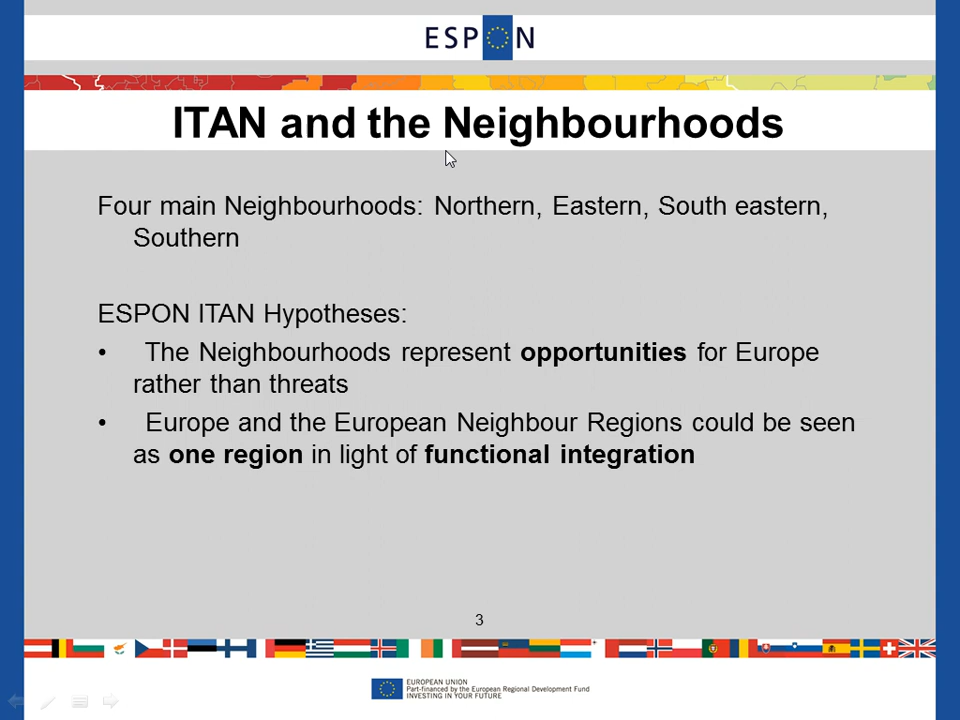 ESPON
ITAN and the Neighbourhoods
Four main Neighbourhoods: Northern, Eastern, South eastern,
Southern
ESPON ITAN Hypotheses:
• The Neighbourhoods represent opportunities for Europe
rather than threats
• Europe and the European Neighbour Regions could be seen
as one region in light of functional integration
3
EUROPEAN UNION
Part-financed by the European Regional Development Fund
INVESTING IN YOUR FUTURE